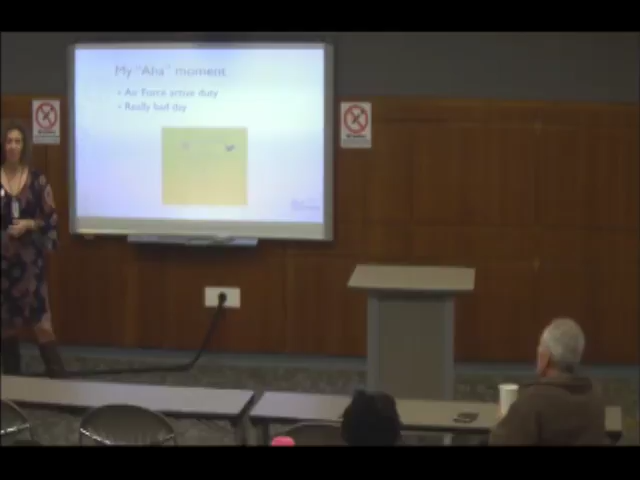 My "Aha" moment
• Air Force active duty
• Really bad day